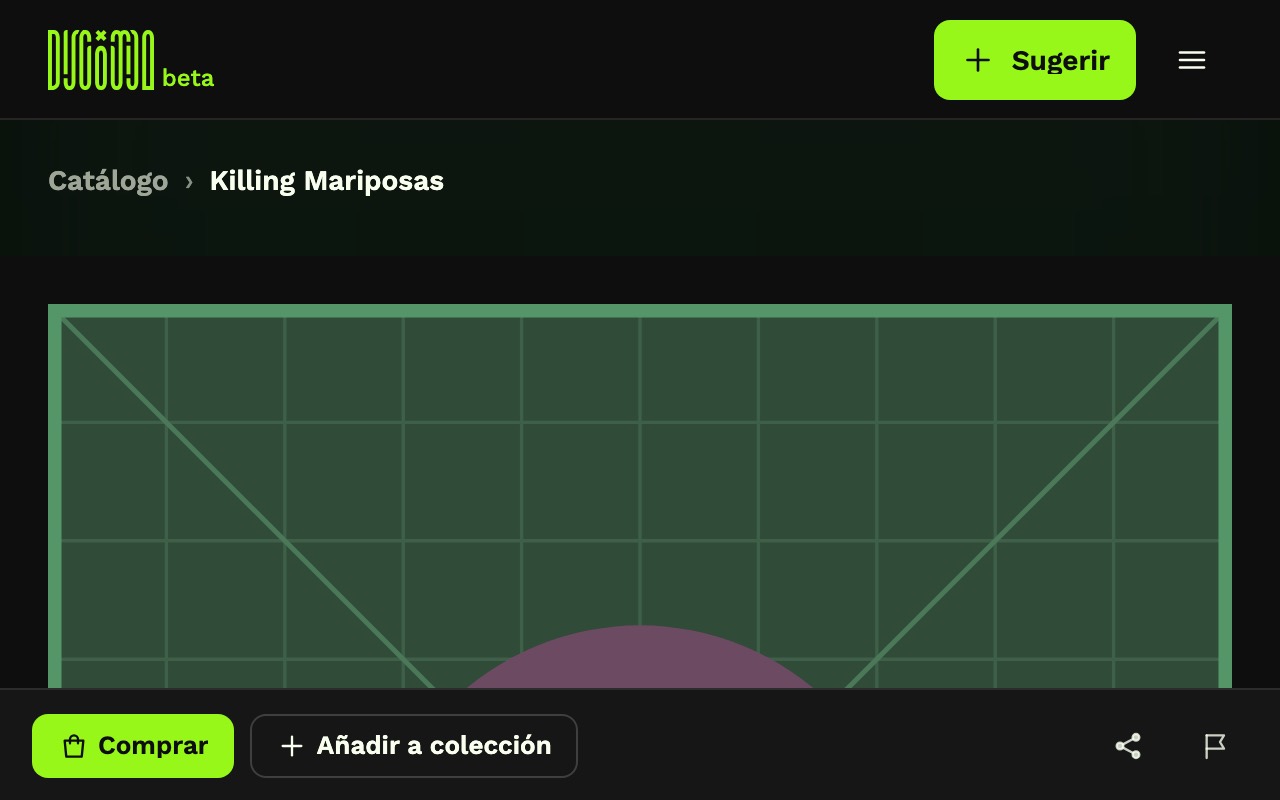 beta
Sugerir
Catálogo › Killing Mariposas
Comprar
Añadir a colección